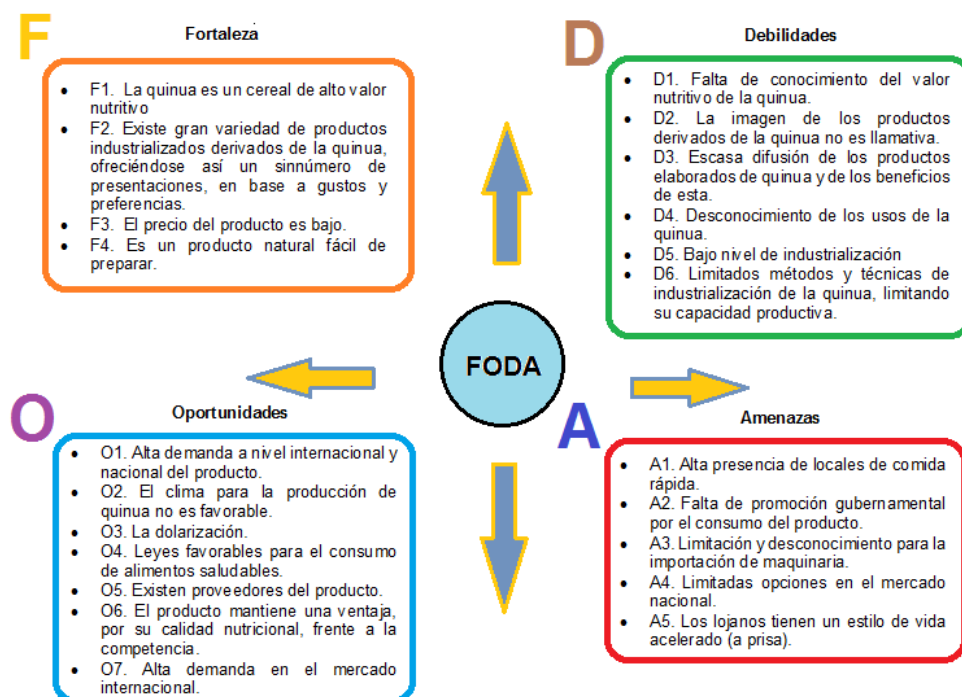 F
Fortaleza
F1. La quinua es un cereal de alto valor
nutritivo
F2. Existe gran variedad de productos
industrializados derivados de la quinua,
ofreciéndose así un sinnúmero de
presentaciones, en base a gustos y
preferencias.
F3. El precio del producto es bajo.
F4. Es un producto natural fácil de
preparar.
D
Debilidades
D1. Falta de conocimiento del valor
nutritivo de la quinua.
D2. La imagen de los productos
derivados de la quinua no es llamativa.
D3. Escasa difusión de los productos
elaborados de quinua y de los beneficios
de esta.
D4. Desconocimiento de los usos de la
quinua.
D5. Bajo nivel de industrialización
D6. Limitados métodos y técnicas de
industrialización de la quinua, limitando
su capacidad productiva.
FODA
O
Oportunidades
O1. Alta demanda a nivel internacional y
nacional del producto.
O2. El clima para la producción de
quinua no es favorable.
O3. La dolarización.
O4. Leyes favorables para el consumo
de alimentos saludables.
O5. Existen proveedores del producto.
O6. El producto mantiene una ventaja,
por su calidad nutricional, frente a la
competencia.
O7. Alta demanda en el mercado
internacional.
A
Amenazas
A1. Alta presencia de locales de comida
rápida.
A2. Falta de promoción gubernamental
por el consumo del producto.
A3. Limitación y desconocimiento para la
importación de maquinaria.
A4. Limitadas opciones en el mercado
nacional.
A5. Los lojanos tienen un estilo de vida
acelerado (a prisa).